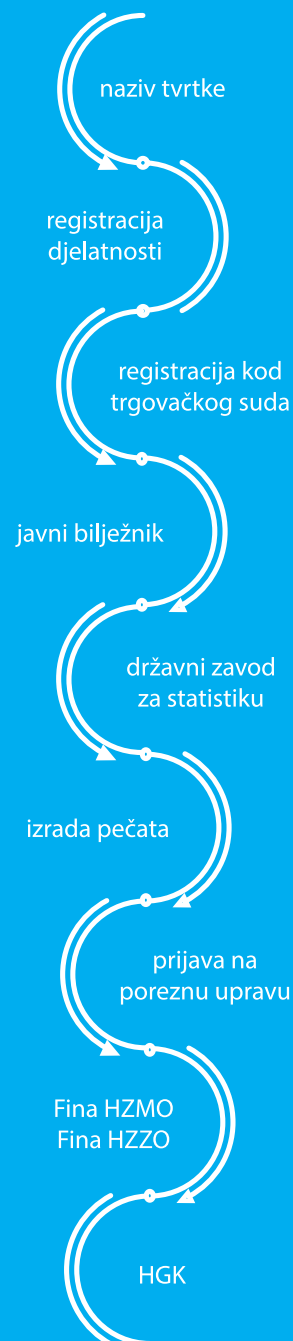 naziv tvrtke
registracija
djelatnosti
registracija kod
trgovačkog suda
javni bilježnik
državni zavod
za statistiku
izrada pečata
prijava na
poreznu upravu
Fina HZMO
Fina HZZO
HGK